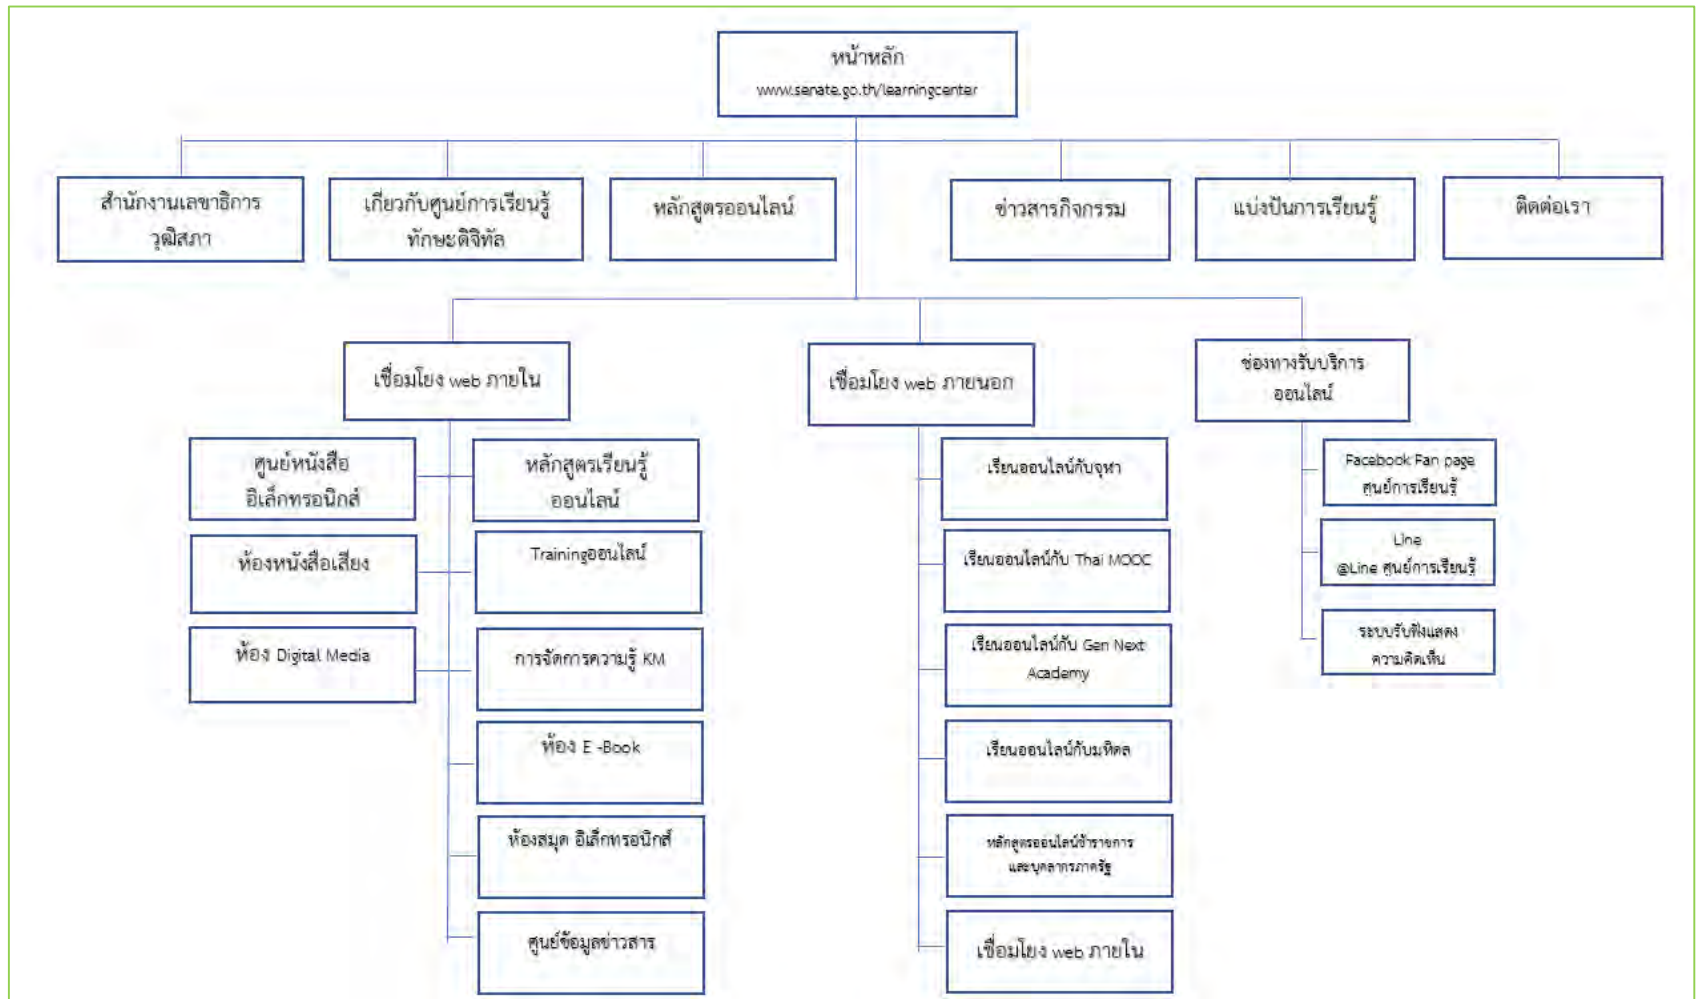 หน้าหลัก
www.senate.go.th/learningcenter
สำนักงานเลขาธิการ
วุฒิสภา
เกี่ยวกับศูนย์การเรียนรู้
ทักษะดิจิทัล
หลักสูตรออนไลน์
ข่าวสารกิจกรรม
แบ่งปันการเรียนรู้
ติดต่อเรา
เชื่อมโยง web ภายใน
ศูนย์หนังสือ
อิเล็กทรอนิกส์
หลักสูตรเรียนรู้
ออนไลน์
ห้องหนังสือเสียง
Trainingออนไลน์
ห้อง Digital Media
การจัดการความรู้ KM
ห้อง E -Book
ห้องสมุด อิเล็กทรอนิกส์
ศูนย์ข้อมูลข่าวสาร
เชื่อมโยง web ภายนอก
เรียนออนไลน์กับจุฬา
เรียนออนไลน์กับ Thai MOOC
เรียนออนไลน์กับ Gen Next
Academy
เรียนออนไลน์กับมหิดล
หลักสูตรออนไลน์ข้าราชการ
และบุคลากรภาครัฐ
เชื่อมโยง web ภายใน
ช่องทางรับบริการ
ออนไลน์
Facebook Fan page
ศูนย์การเรียนรู้
Line
@Line ศูนย์การเรียนรู้
ระบบรับฟังแสดง
ความคิดเห็น